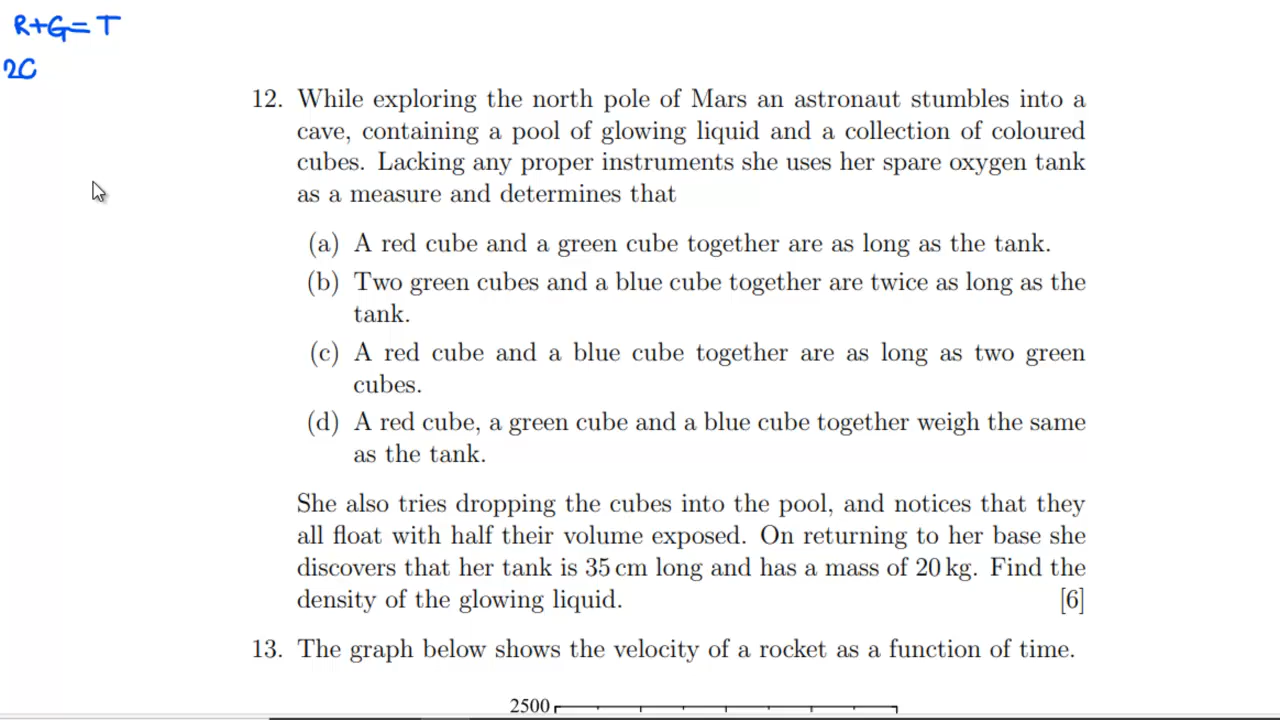 R+G=T
2G
12. While exploring the north pole of Mars an astronaut stumbles into a
cave, containing a pool of glowing liquid and a collection of coloured
cubes. Lacking any proper instruments she uses her spare oxygen tank
as a measure and determines that
(a) A red cube and a green cube together are as long as the tank.
(b) Two green cubes and a blue cube together are twice as long as the
tank.
(c) A red cube and a blue cube together are as long as two green
cubes.
(d) A red cube, a green cube and a blue cube together weigh the same
as the tank.
She also tries dropping the cubes into the pool, and notices that they
all float with half their volume exposed. On returning to her base she
discovers that her tank is 35 cm long and has a mass of 20 kg. Find the
density of the glowing liquid. [6]
13. The graph below shows the velocity of a rocket as a function of time.
2500